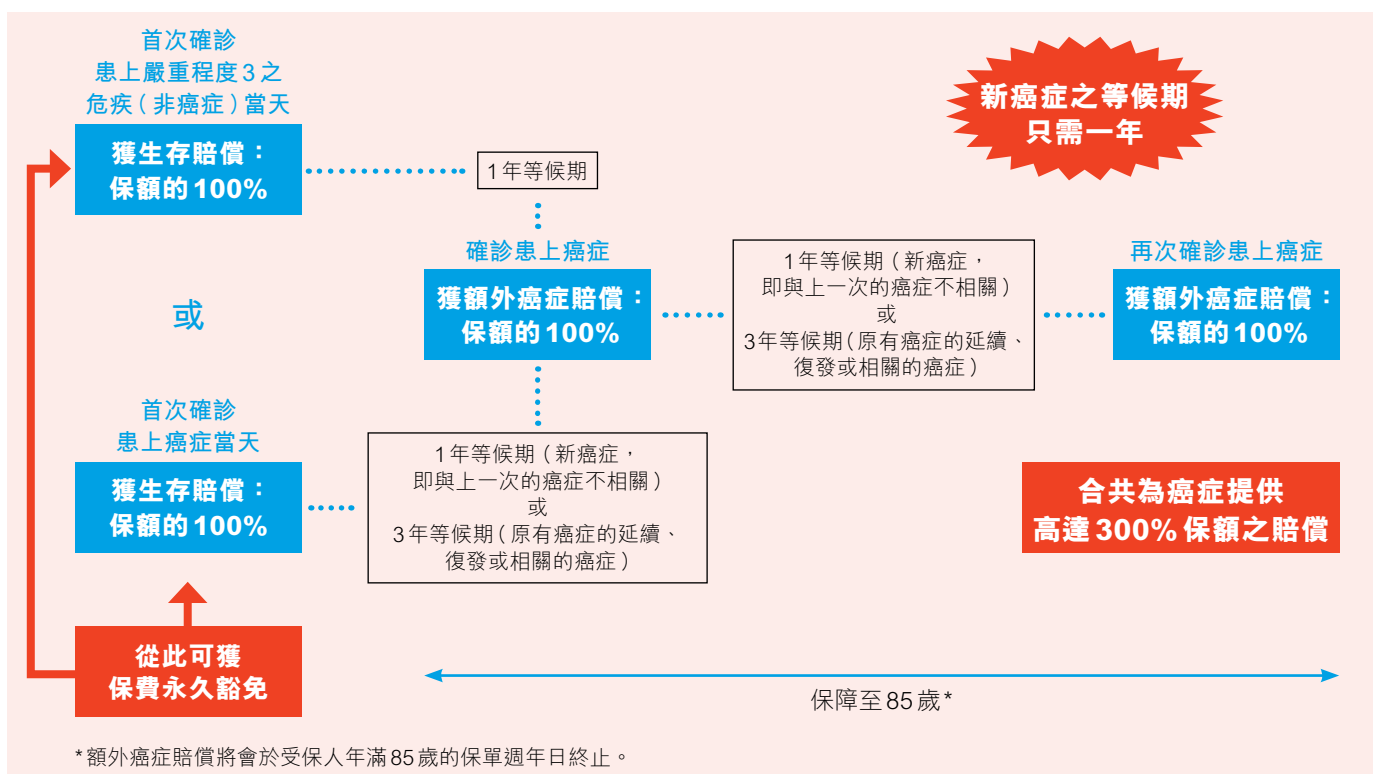 首次確診
患上嚴重程度3之
危疾（非癌症）當天
獲生存賠償：
保額的100%
1年等候期
新癌症之等候期
只需一年
或
確診患上癌症
獲額外癌症賠償：
保額的100%
1年等候期（新癌症，
即與上一次的癌症不相關）
或
3年等候期（原有癌症的延續、
復發或相關的癌症）
再次確診患上癌症
獲額外癌症賠償：
保額的100%
首次確診
患上癌症當天
獲生存賠償：
保額的100%
1年等候期（新癌症，
即與上一次的癌症不相關）
或
3年等候期（原有癌症的延續、
復發或相關的癌症）
合共為癌症提供
高達300%保額之賠償
從此可獲
保費永久豁免
保障至85歲*
*額外癌症賠償將會於受保人年滿85歲的保單週年日終止。